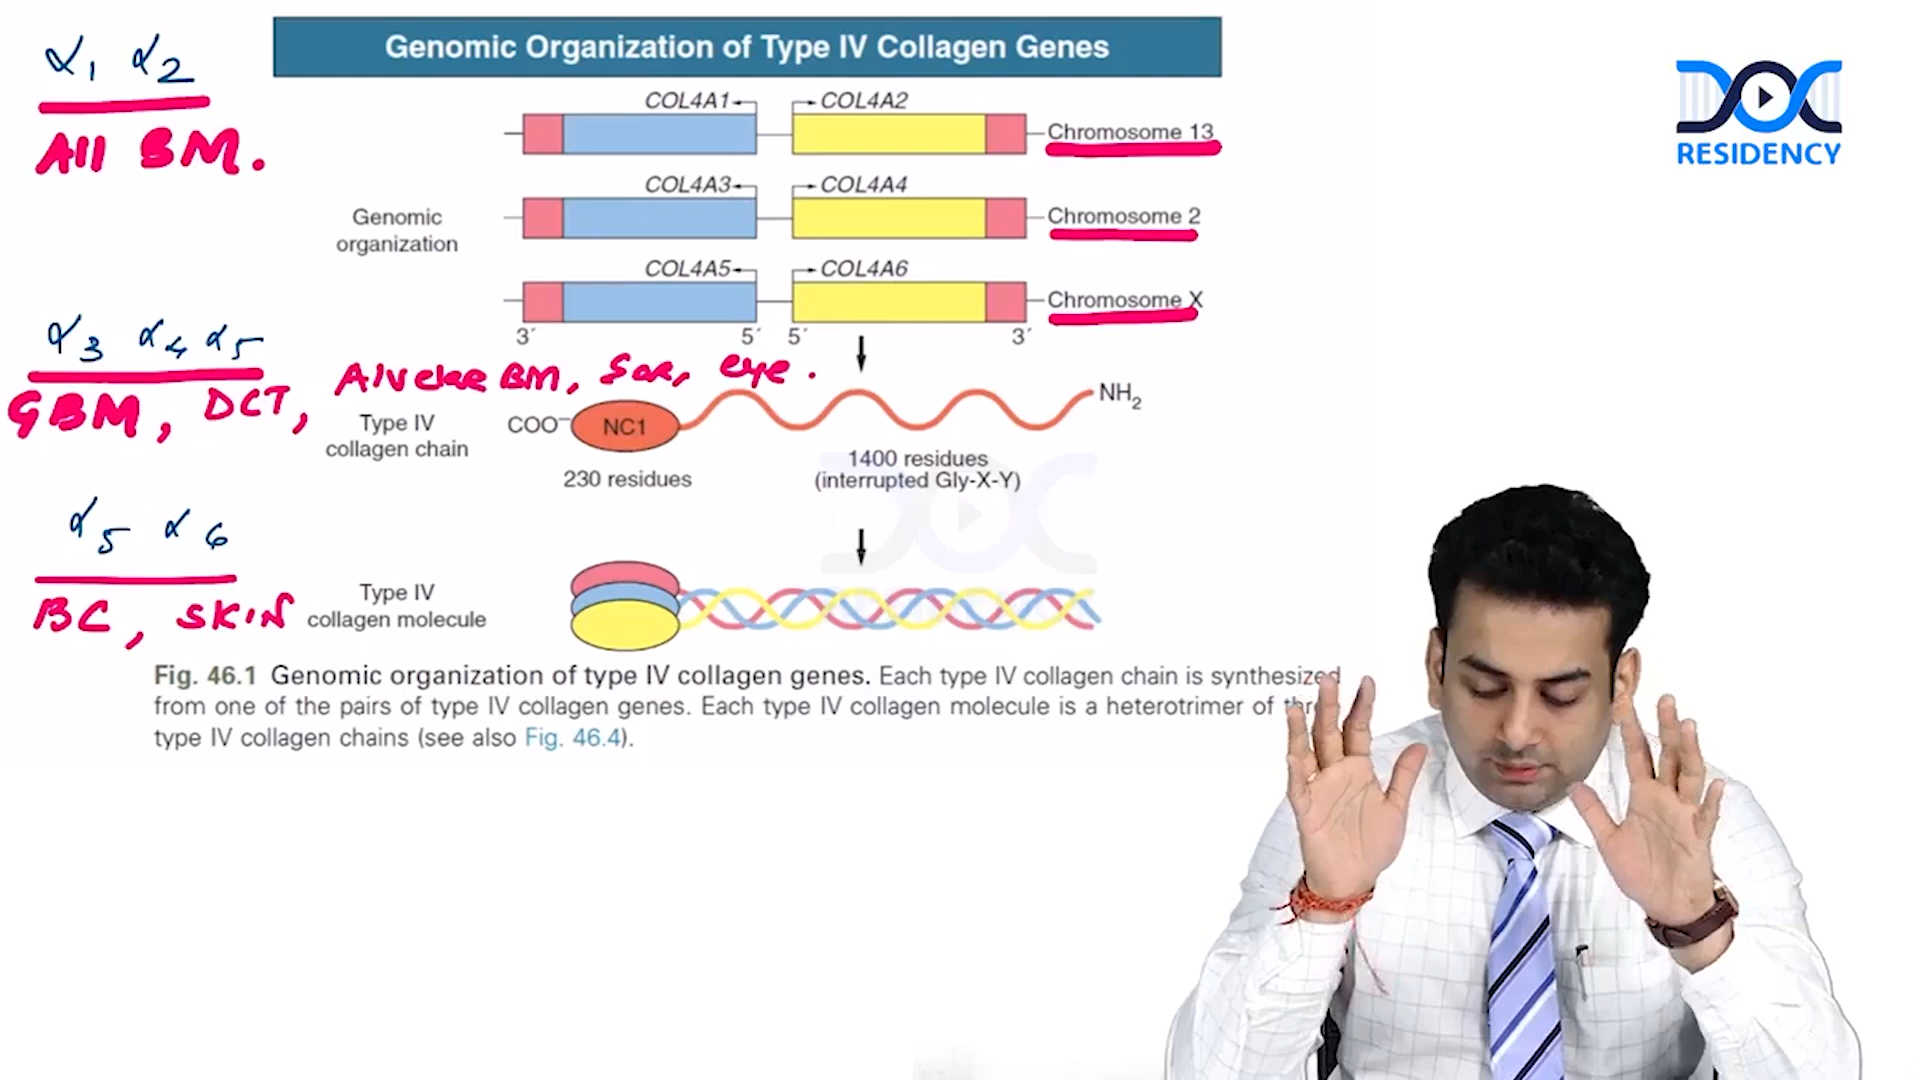 Genomic Organization of Type IV Collagen Genes
α1 α2
All BM.
COL4A1 COL4A2
Chromosome 13
COL4A3 COL4A4
Chromosome 2
Genomic
organization
COL4A5 COL4A6
Chromosome X
3´ 5´ 5´ 3´
α3 α4 α5
GBM, DCT, BM, eye.
Type IV
collagen chain
COO⁻ NC1 NH₂
230 residues
1400 residues
(interrupted Gly-X-Y)
α5 α6
BC, SKIN
Type IV
collagen molecule
Fig. 46.1 Genomic organization of type IV collagen genes. Each type IV collagen chain is synthesized
from one of the pairs of type IV collagen genes. Each type IV collagen molecule is a heterotrimer of
type IV collagen chains (see also Fig. 46.4).
DOC
RESIDENCY